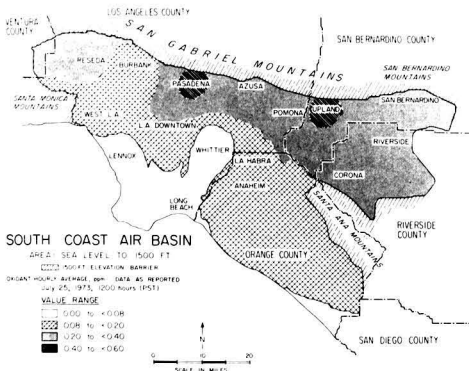 LOS ANGELES COUNTY
VENTURA COUNTY
SAN GABRIEL MOUNTAINS
SAN BERNARDINO COUNTY
SAN BERNARDINO MOUNTAINS
RESEDA
BURBANK
PASADENA
AZUSA
POMONA
UPLAND
SAN BERNARDINO
SANTA MONICA MOUNTAINS
WEST L.A.
L.A. DOWNTOWN
RIVERSIDE
LENNOX
WHITTIER
LA HABRA
CORONA
ANAHEIM
LONG BEACH
SANTA ANA MOUNTAINS
RIVERSIDE COUNTY
ORANGE COUNTY
SAN DIEGO COUNTY
SOUTH COAST AIR BASIN
AREA: SEA LEVEL TO 1500 FT
1500 FT ELEVATION BARRIER
OXIDANT HOURLY AVERAGE, ppm DATA AS REPORTED
July 25, 1973, 1200 hours (PST)
VALUE RANGE
0.00 to <0.08
0.08 to <0.20
0.20 to <0.40
0.40 to <0.60
N
0 10 20
SCALE IN MILES